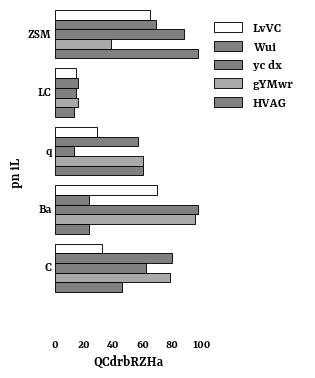 ZSM
LC
q
Ba
C
pn iL
0 20 40 60 80 100
QCdrbRZHa
LvVC
Wui
yc dx
gYMwr
HVAG